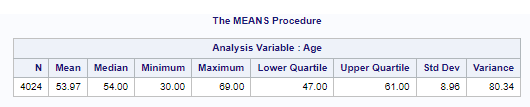 The MEANS Procedure
Analysis Variable : Age
N Mean Median Minimum Maximum Lower Quartile Upper Quartile Std Dev Variance
4024 53.97 54.00 30.00 69.00 47.00 61.00 8.96 80.34